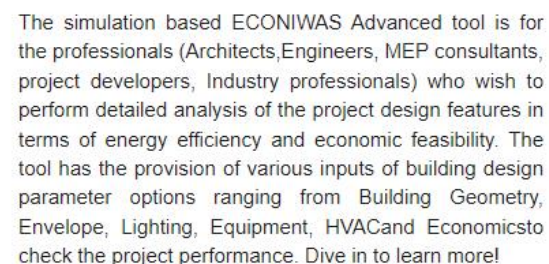 The simulation based ECONIWAS Advanced tool is for
the professionals (Architects,Engineers, MEP consultants,
project developers, Industry professionals) who wish to
perform detailed analysis of the project design features in
terms of energy efficiency and economic feasibility. The
tool has the provision of various inputs of building design
parameter options ranging from Building Geometry,
Envelope, Lighting, Equipment, HVACand Economicsto
check the project performance. Dive in to learn more!